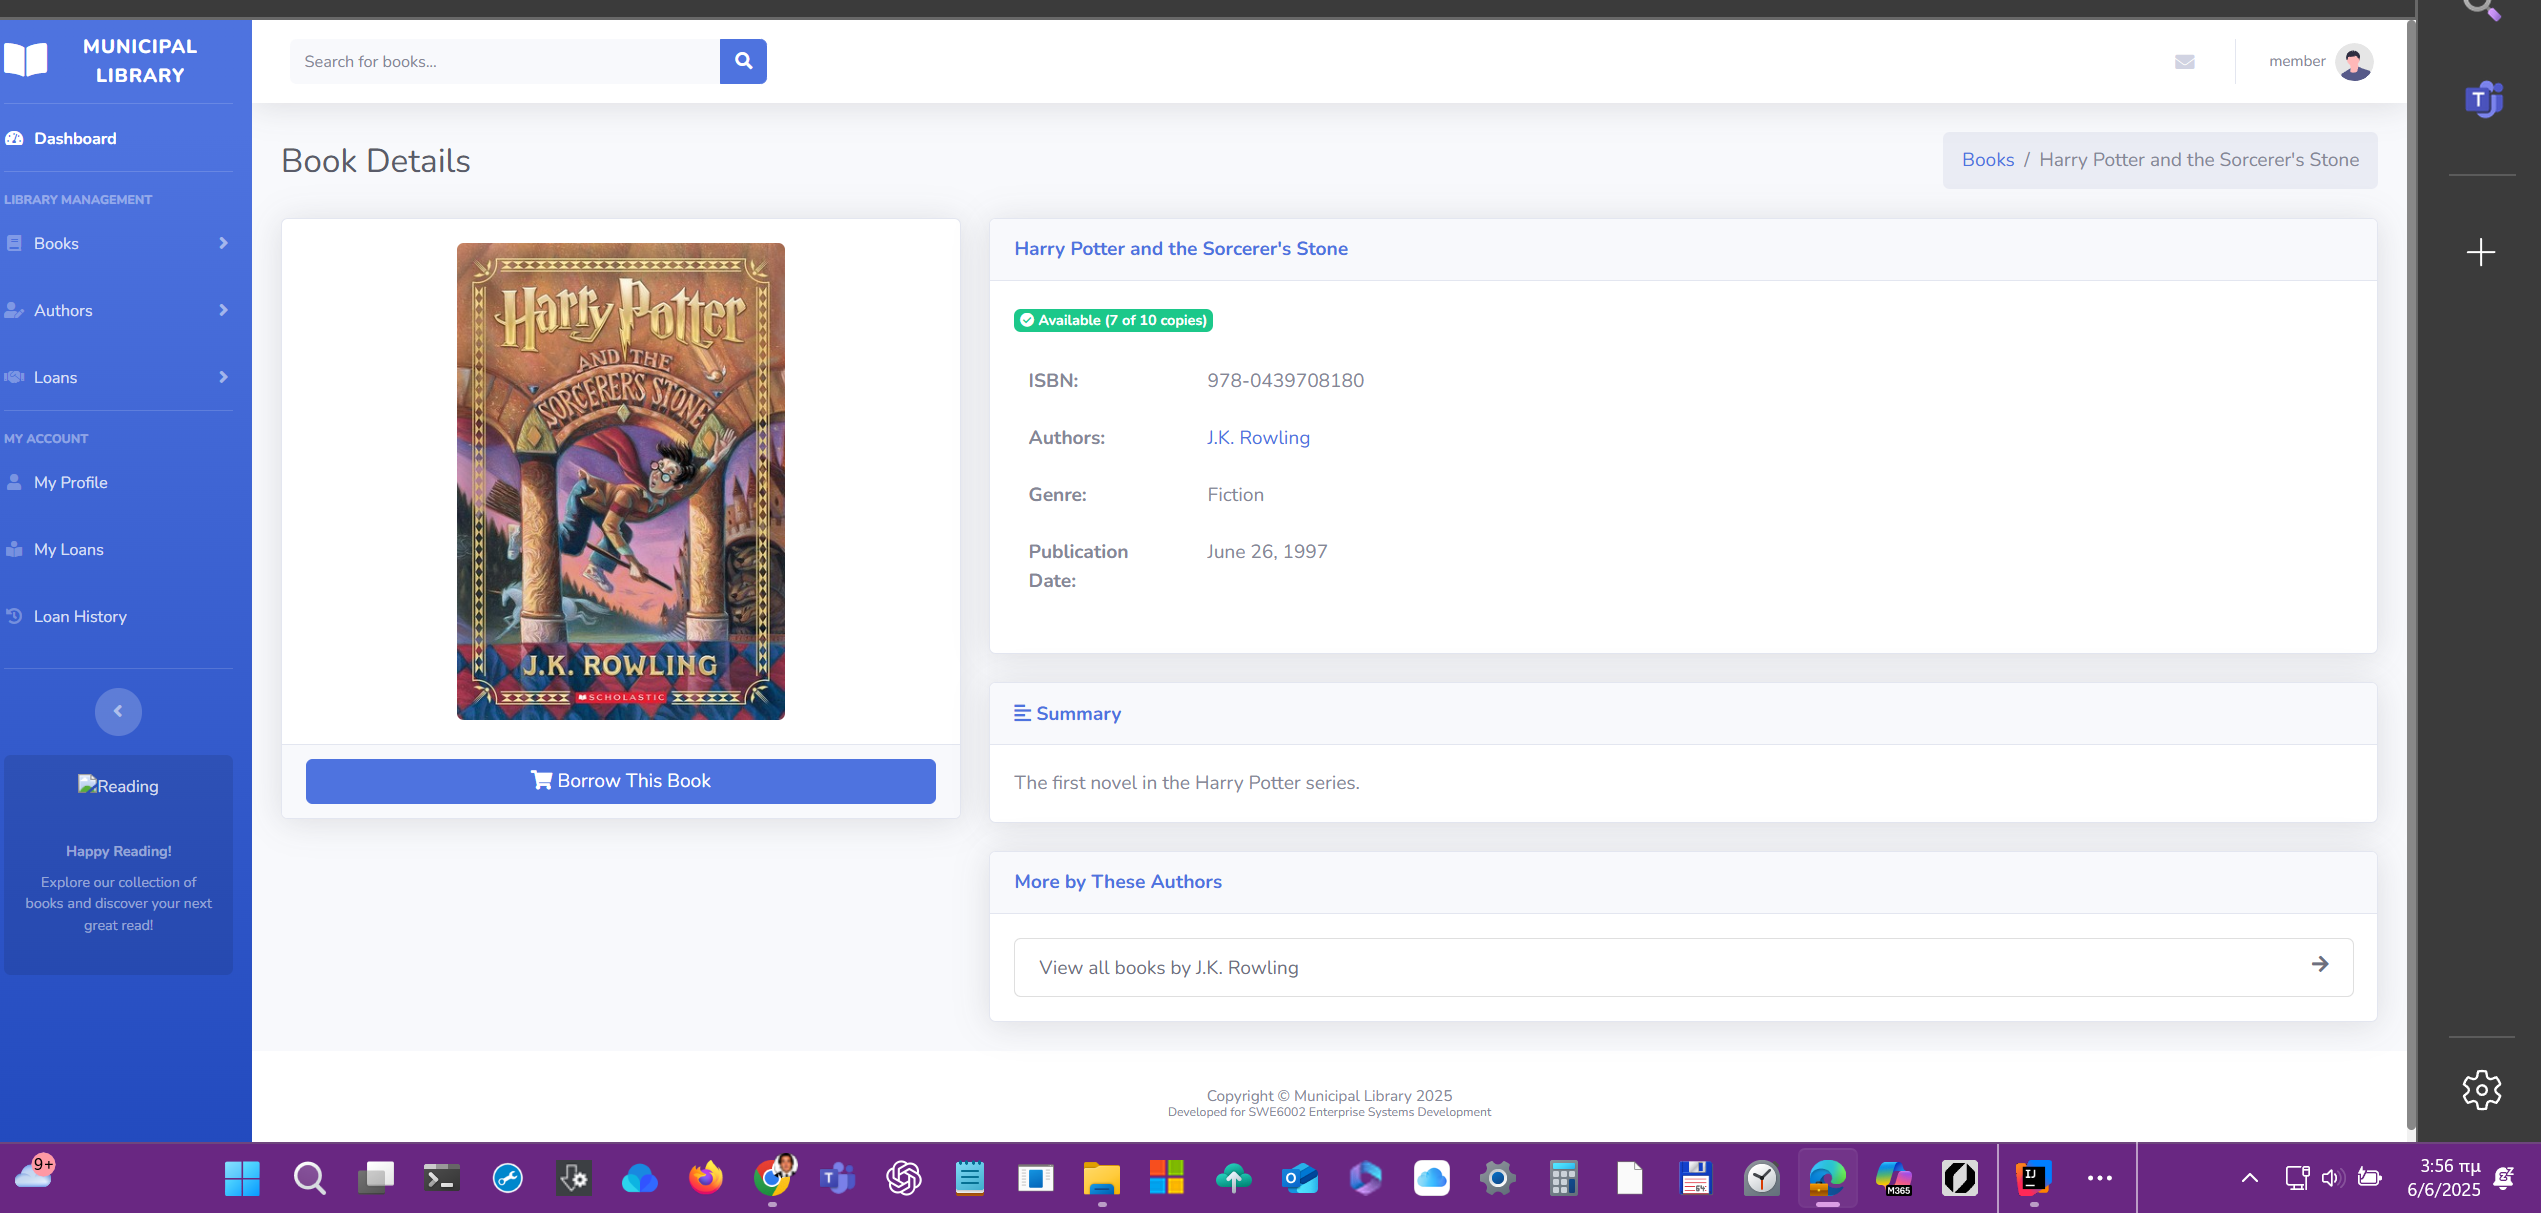 MUNICIPAL
LIBRARY
Search for books...
member
Dashboard
LIBRARY MANAGEMENT
Books
Authors
Loans
MY ACCOUNT
My Profile
My Loans
Loan History
Reading
Happy Reading!
Explore our collection of
books and discover your next
great read!
Book Details
Books / Harry Potter and the Sorcerer's Stone
Harry Potter
AND THE
SORCERER'S STONE
J.K. ROWLING
SCHOLASTIC
Borrow This Book
Harry Potter and the Sorcerer's Stone
Available (7 of 10 copies)
ISBN: 978-0439708180
Authors: J.K. Rowling
Genre: Fiction
Publication June 26, 1997
Date:
Summary
The first novel in the Harry Potter series.
More by These Authors
View all books by J.K. Rowling
Copyright © Municipal Library 2025
Developed for SWE6002 Enterprise Systems Development
9+
T
T
O
64
M365
IJ
3:56 πμ
6/6/2025